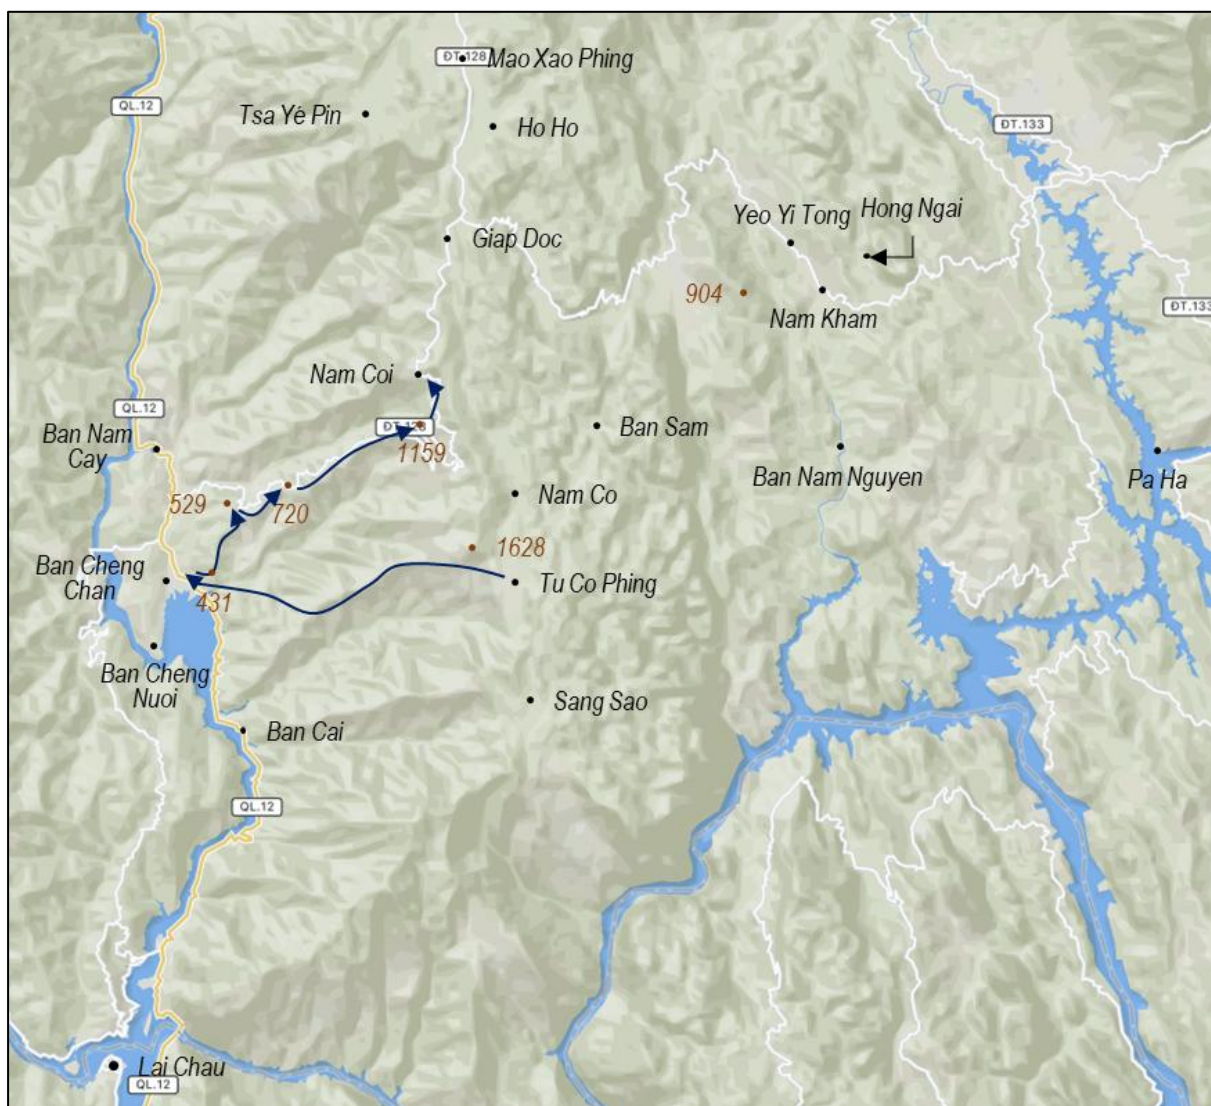 ĐT.128
Mao Xao Phing
QL.12
Tsa Yé Pin
Ho Ho
ĐT.133
Yeo Yi Tong
Hong Ngai
Giap Doc
904
Nam Kham
ĐT.133
Nam Coi
QL.12
ĐT.128
Ban Sam
Ban Nam
Cay
1159
Ban Nam Nguyen
Pa Ha
529
720
Nam Co
1628
Ban Cheng
Chan
431
Tu Co Phing
Ban Cheng
Nuoi
Sang Sao
Ban Cai
QL.12
Lai Chau
QL.12